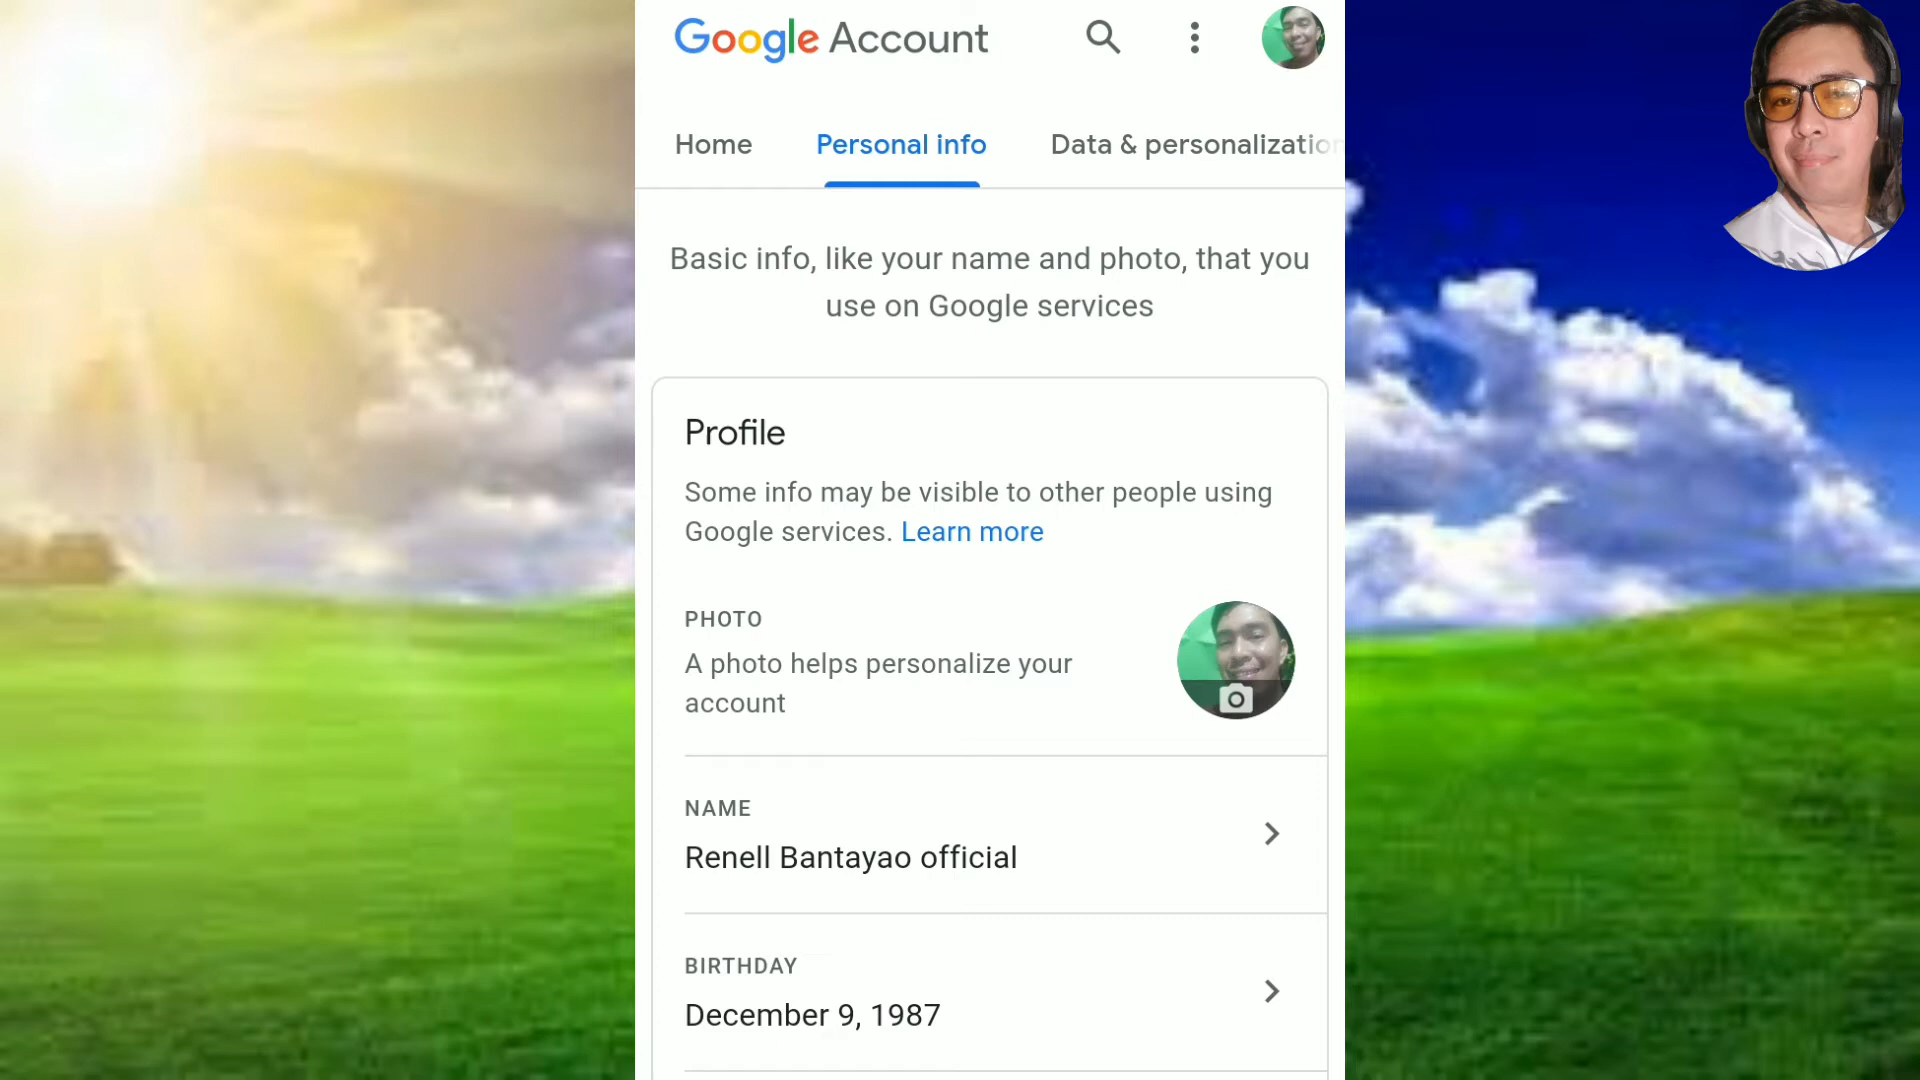 Google Account
Home Personal info Data & personalization
Basic info, like your name and photo, that you
use on Google services
Profile
Some info may be visible to other people using
Google services. Learn more
PHOTO
A photo helps personalize your
account
NAME
Renell Bantayao official
BIRTHDAY
December 9, 1987